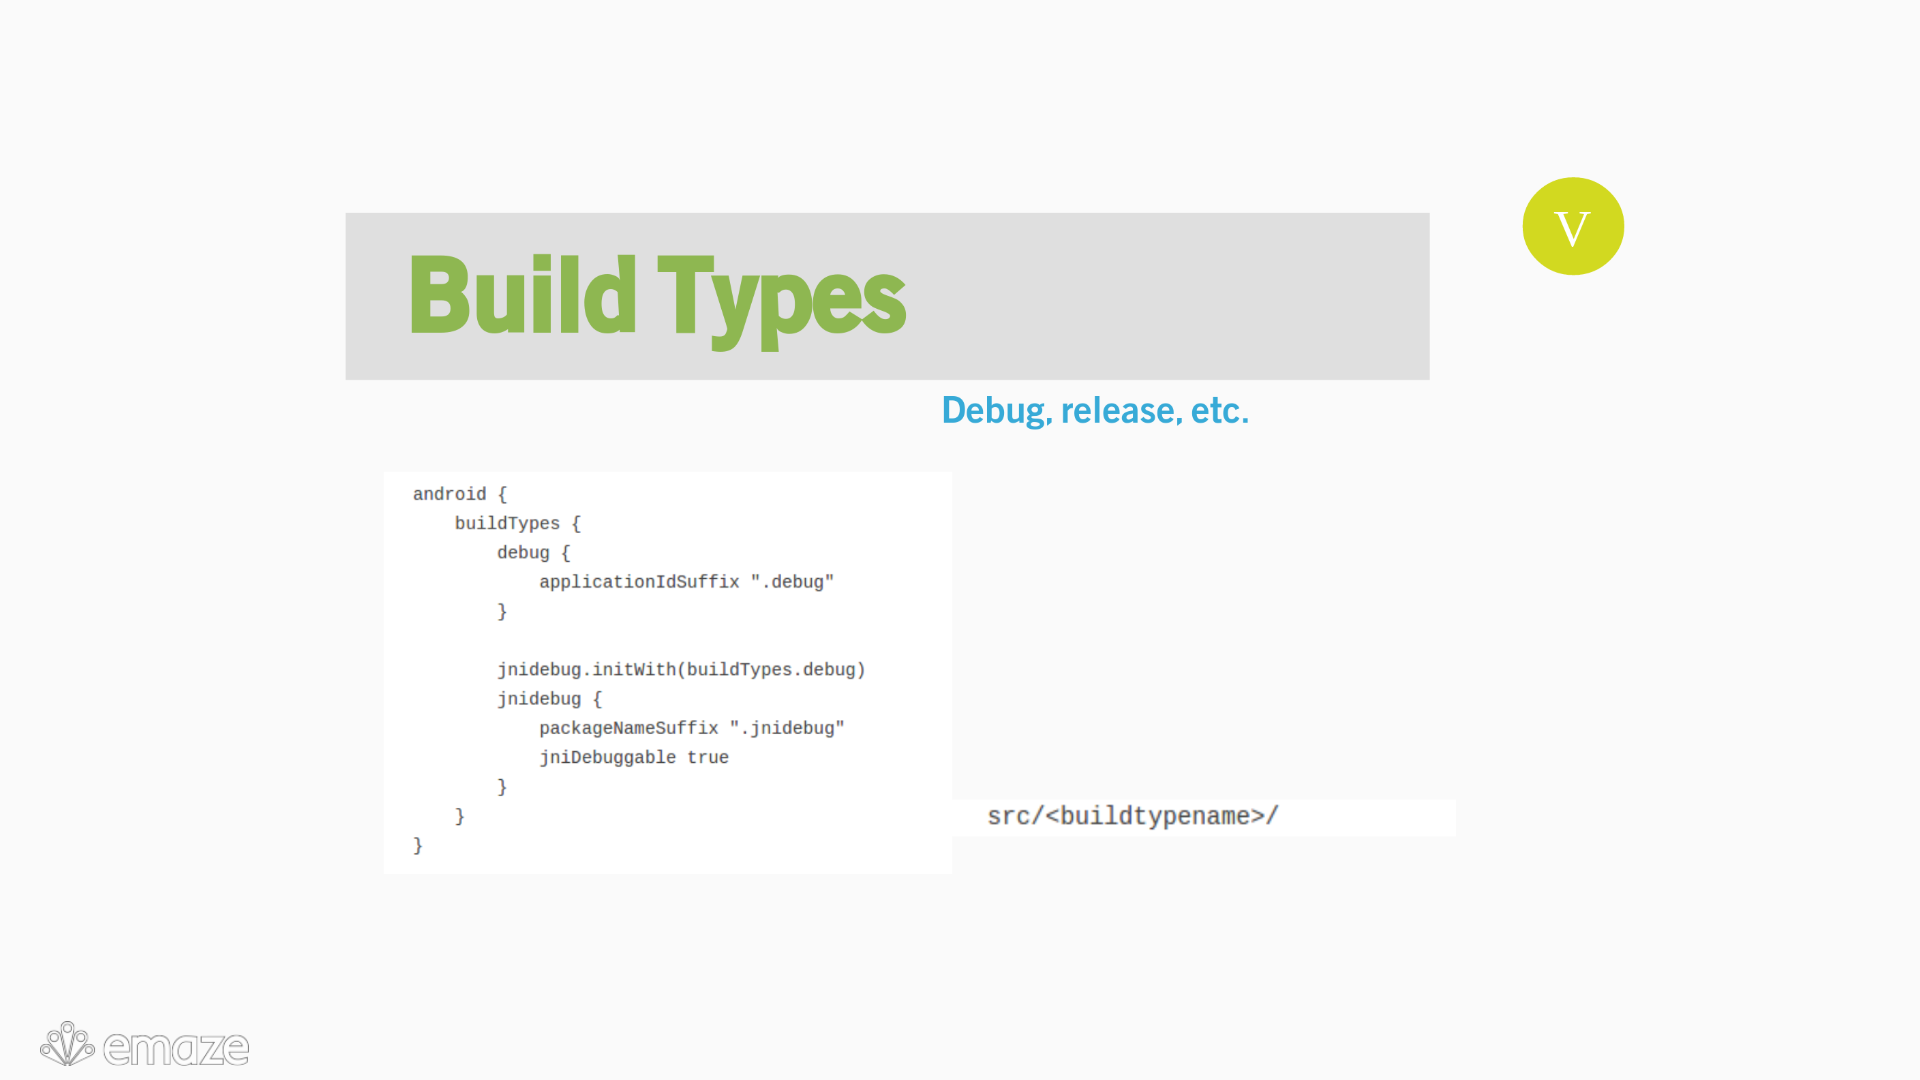 V
Build Types
Debug, release, etc.
android {
    buildTypes {
        debug {
            applicationIdSuffix ".debug"
        }

        jnidebug.initWith(buildTypes.debug)
        jnidebug {
            packageNameSuffix ".jnidebug"
            jniDebuggable true
        }
    }
}
src/<buildtypename>/
emaze